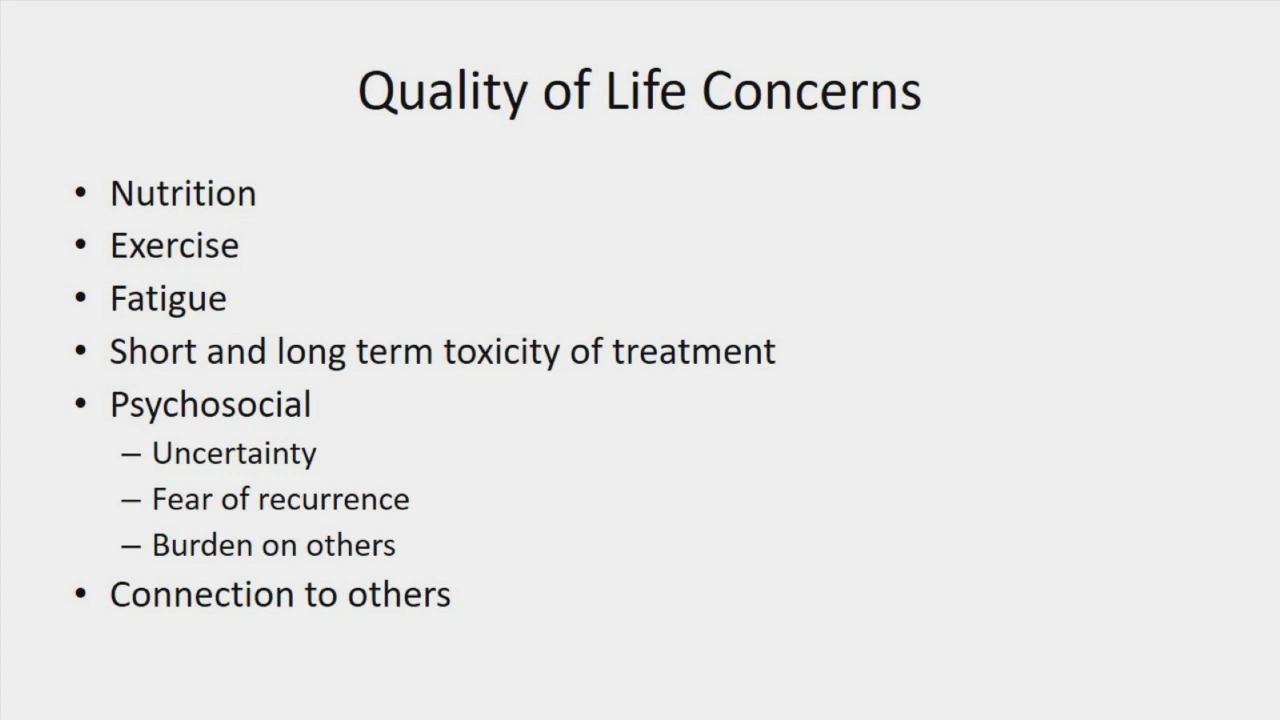 Quality of Life Concerns
• Nutrition
• Exercise
• Fatigue
• Short and long term toxicity of treatment
• Psychosocial
– Uncertainty
– Fear of recurrence
– Burden on others
• Connection to others